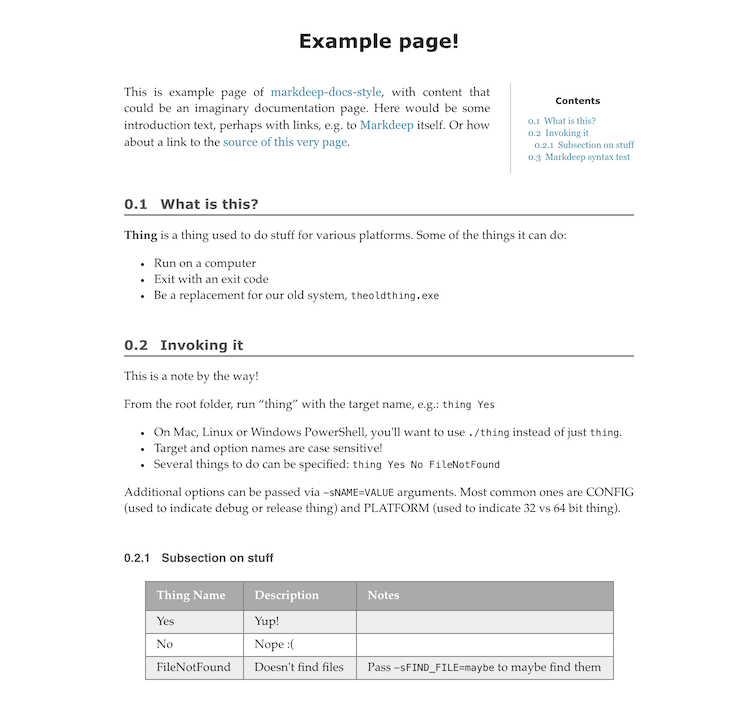 Example page!
This is example page of markdeep-docs-style, with content that
could be an imaginary documentation page. Here would be some
introduction text, perhaps with links, e.g. to Markdeep itself. Or how
about a link to the source of this very page.
Contents
0.1 What is this?
0.2 Invoking it
0.2.1 Subsection on stuff
0.3 Markdeep syntax test
0.1 What is this?
Thing is a thing used to do stuff for various platforms. Some of the things it can do:
• Run on a computer
• Exit with an exit code
• Be a replacement for our old system, theoldthing.exe
0.2 Invoking it
This is a note by the way!
From the root folder, run “thing” with the target name, e.g.: thing Yes
• On Mac, Linux or Windows PowerShell, you'll want to use ./thing instead of just thing.
• Target and option names are case sensitive!
• Several things to do can be specified: thing Yes No FileNotFound
Additional options can be passed via –sNAME=VALUE arguments. Most common ones are CONFIG
(used to indicate debug or release thing) and PLATFORM (used to indicate 32 vs 64 bit thing).
0.2.1 Subsection on stuff
Thing Name Description Notes
Yes Yup!
No Nope :(
FileNotFound Doesn't find files Pass –sFIND_FILE=maybe to maybe find them